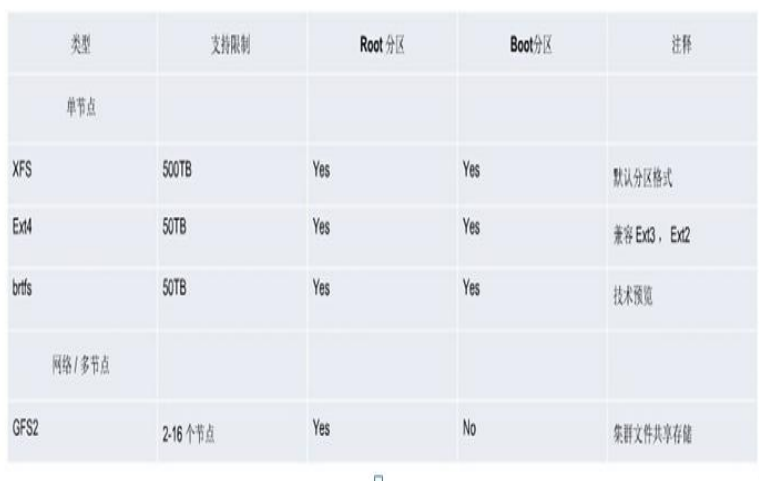 类型 支持限制 Root 分区 Boot分区 注释
单节点
XFS 500TB Yes Yes 默认分区格式
Ext4 50TB Yes Yes 兼容 Ext3 ， Ext2
brtfs 50TB Yes Yes 技术预览
网络 / 多节点
GFS2 2-16 个节点 Yes No 集群文件共享存储